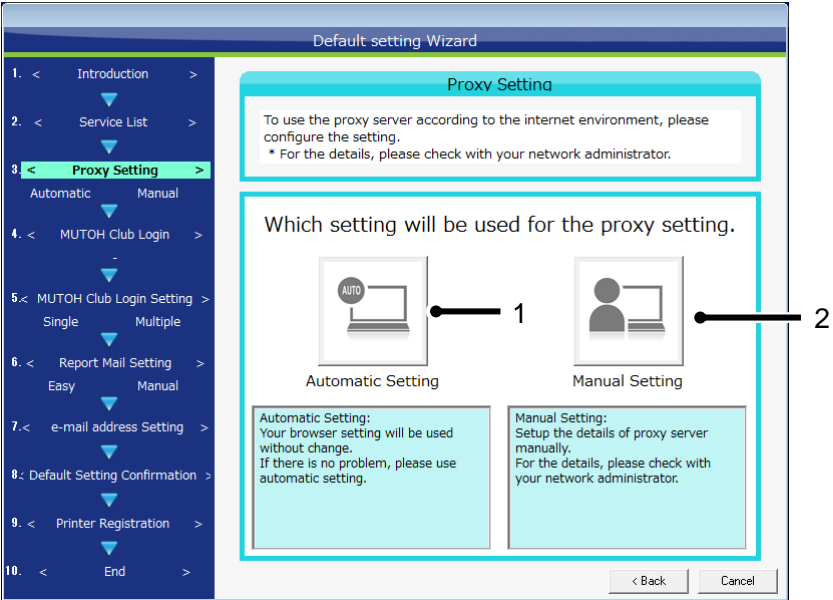 Default setting Wizard
1. < Introduction >
2. < Service List >
3. < Proxy Setting >
Automatic Manual
4. < MUTOH Club Login >
-
5.< MUTOH Club Login Setting >
Single Multiple
6. < Report Mail Setting >
Easy Manual
7.< e-mail address Setting >
8.< Default Setting Confirmation >
9. < Printer Registration >
10. < End >
Proxy Setting
To use the proxy server according to the internet environment, please
configure the setting.
* For the details, please check with your network administrator.
Which setting will be used for the proxy setting.
AUTO
1
2
Automatic Setting
Manual Setting
Automatic Setting:
Your browser setting will be used
without change.
If there is no problem, please use
automatic setting.
Manual Setting:
Setup the details of proxy server
manually.
For the details, please check with
your network administrator.
< Back
Cancel